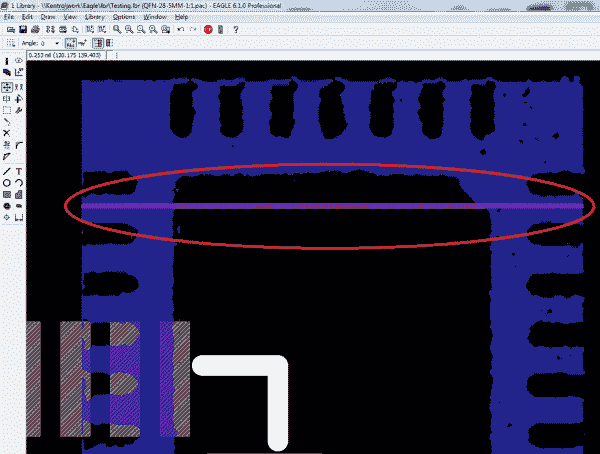 1 Library - \\Kentro\work\Eagle\lbr\Testing.lbr (QFN-28-5MM-1:1.pac) - EAGLE 6.1.0 Professional
File Edit Draw View Library Options Window Help
Angle: 0
0.253 mil (120.175 139.403)